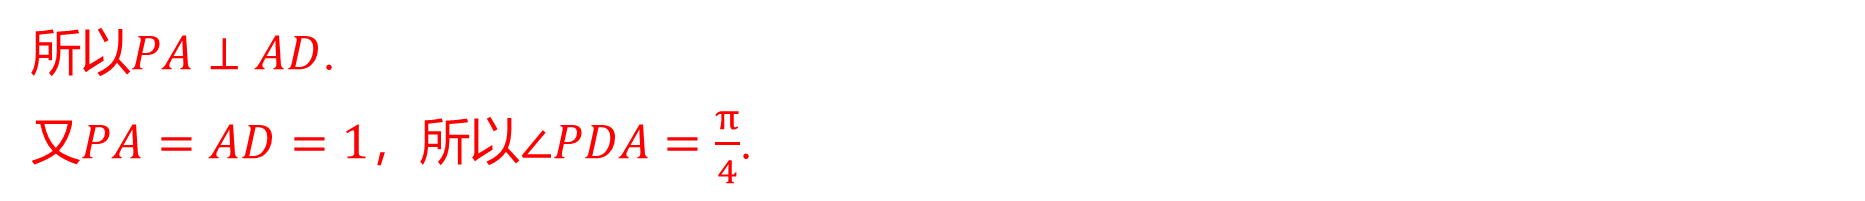 所以PA ⊥ AD.
又PA = AD = 1，所以∠PDA = π/4.